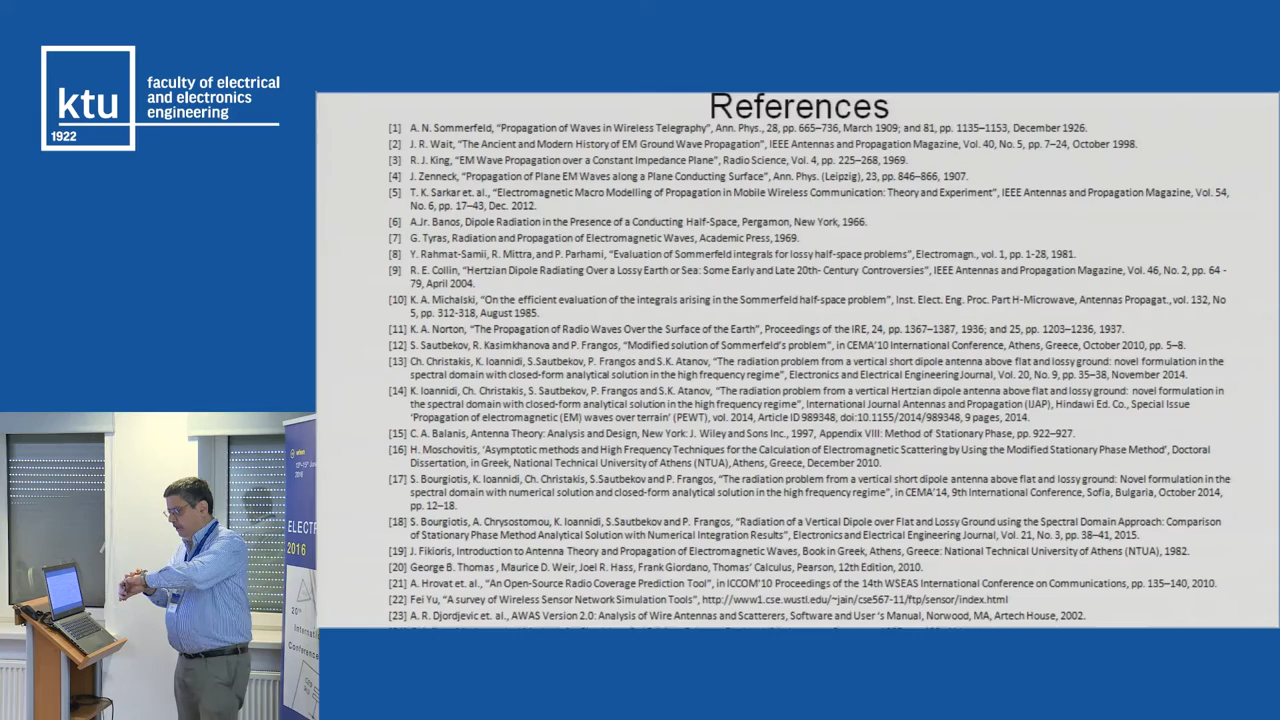 ktu
1922
faculty of electrical
and electronics
engineering
References
[1] A. N. Sommerfeld, “Propagation of Waves in Wireless Telegraphy”, Ann. Phys., 28, pp. 665–736, March 1909; and 81, pp. 1135–1153, December 1926.
[2] J. R. Wait, “The Ancient and Modern History of EM Ground Wave Propagation”, IEEE Antennas and Propagation Magazine, Vol. 40, No. 5, pp. 7–24, October 1998.
[3] R. J. King, “EM Wave Propagation over a Constant Impedance Plane”, Radio Science, Vol. 4, pp. 225–268, 1969.
[4] J. Zenneck, “Propagation of Plane EM Waves along a Plane Conducting Surface”, Ann. Phys. (Leipzig), 23, pp. 846–866, 1907.
[5] T. K. Sarkar et. al., “Electromagnetic Macro Modelling of Propagation in Mobile Wireless Communication: Theory and Experiment”, IEEE Antennas and Propagation Magazine, Vol. 54,
No. 6, pp. 17–43, Dec. 2012.
[6] A.Jr. Banos, Dipole Radiation in the Presence of a Conducting Half-Space, Pergamon, New York, 1966.
[7] G. Tyras, Radiation and Propagation of Electromagnetic Waves, Academic Press, 1969.
[8] Y. Rahmat-Samii, R. Mittra, and P. Parhami, “Evaluation of Sommerfeld integrals for lossy half-space problems”, Electromagn., vol. 1, pp. 1-28, 1981.
[9] R. E. Collin, “Hertzian Dipole Radiating Over a Lossy Earth or Sea: Some Early and Late 20th- Century Controversies”, IEEE Antennas and Propagation Magazine, Vol. 46, No. 2, pp. 64 -
79, April 2004.
[10] K. A. Michalski, “On the efficient evaluation of the integrals arising in the Sommerfeld half-space problem”, Inst. Elect. Eng. Proc. Part H-Microwave, Antennas Propagat., vol. 132, No
5, pp. 312-318, August 1985.
[11] K. A. Norton, “The Propagation of Radio Waves Over the Surface of the Earth”, Proceedings of the IRE, 24, pp. 1367–1387, 1936; and 25, pp. 1203–1236, 1937.
[12] S. Sautbekov, R. Kasimkhanova and P. Frangos, “Modified solution of Sommerfeld’s problem”, in CEMA’10 International Conference, Athens, Greece, October 2010, pp. 5–8.
[13] Ch. Christakis, K. Ioannidi, S.Sautbekov, P. Frangos and S.K. Atanov, “The radiation problem from a vertical short dipole antenna above flat and lossy ground: novel formulation in the
spectral domain with closed-form analytical solution in the high frequency regime”, Electronics and Electrical Engineering Journal, Vol. 20, No. 9, pp. 35–38, November 2014.
[14] K. Ioannidi, Ch. Christakis, S. Sautbekov, P. Frangos and S.K. Atanov, “The radiation problem from a vertical Hertzian dipole antenna above flat and lossy ground: novel formulation in
the spectral domain with closed-form analytical solution in the high frequency regime”, International Journal Antennas and Propagation (IJAP), Hindawi Ed. Co., Special Issue
‘Propagation of electromagnetic (EM) waves over terrain’ (PEWT), vol. 2014, Article ID 989348, doi:10.1155/2014/989348, 9 pages, 2014.
[15] C. A. Balanis, Antenna Theory: Analysis and Design, New York: J. Wiley and Sons Inc., 1997, Appendix VIII: Method of Stationary Phase, pp. 922–927.
[16] H. Moschovitis, ‘Asymptotic methods and High Frequency Techniques for the Calculation of Electromagnetic Scattering by Using the Modified Stationary Phase Method’, Doctoral
Dissertation, in Greek, National Technical University of Athens (NTUA), Athens, Greece, December 2010.
[17] S. Bourgiotis, K. Ioannidi, Ch. Christakis, S.Sautbekov and P. Frangos, “The radiation problem from a vertical short dipole antenna above flat and lossy ground: Novel formulation in the
spectral domain with numerical solution and closed-form analytical solution in the high frequency regime”, in CEMA’14, 9th International Conference, Sofia, Bulgaria, October 2014,
pp. 12–18.
[18] S. Bourgiotis, A. Chrysostomou, K. Ioannidi, S.Sautbekov and P. Frangos, “Radiation of a Vertical Dipole over Flat and Lossy Ground using the Spectral Domain Approach: Comparison
of Stationary Phase Method Analytical Solution with Numerical Integration Results”, Electronics and Electrical Engineering Journal, Vol. 21, No. 3, pp. 38–41, 2015.
[19] J. Fikioris, Introduction to Antenna Theory and Propagation of Electromagnetic Waves, Book in Greek, Athens, Greece: National Technical University of Athens (NTUA), 1982.
[20] George B. Thomas , Maurice D. Weir, Joel R. Hass, Frank Giordano, Thomas’ Calculus, Pearson, 12th Edition, 2010.
[21] A. Hrovat et. al., “An Open-Source Radio Coverage Prediction Tool”, in ICCOM’10 Proceedings of the 14th WSEAS International Conference on Communications, pp. 135–140, 2010.
[22] Fei Yu, “A survey of Wireless Sensor Network Simulation Tools”, http://www1.cse.wustl.edu/~jain/cse567-11/ftp/sensor/index.html
[23] A. R. Djordjevic et. al., AWAS Version 2.0: Analysis of Wire Antennas and Scatterers, Software and User ‘s Manual, Norwood, MA, Artech House, 2002.
ELECTR
2016
20th
Internati
Conferenc